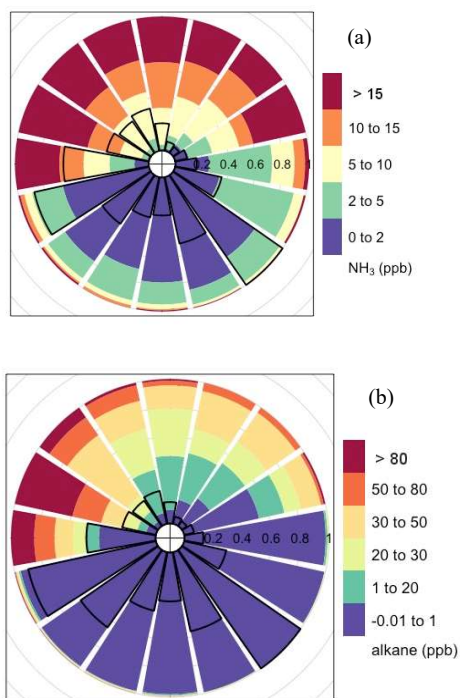 (a)
> 15
10 to 15
5 to 10
2 to 5
0 to 2
NH₃ (ppb)
0.2 0.4 0.6 0.8 1
(b)
> 80
50 to 80
30 to 50
20 to 30
1 to 20
-0.01 to 1
alkane (ppb)
0.2 0.4 0.6 0.8 1